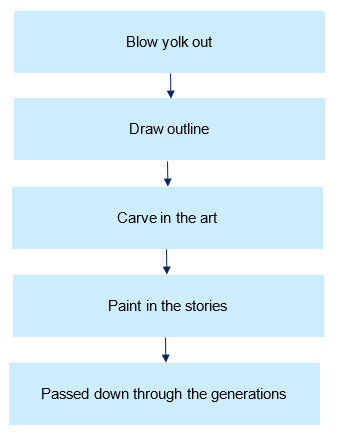 Blow yolk out
Draw outline
Carve in the art
Paint in the stories
Passed down through the generations